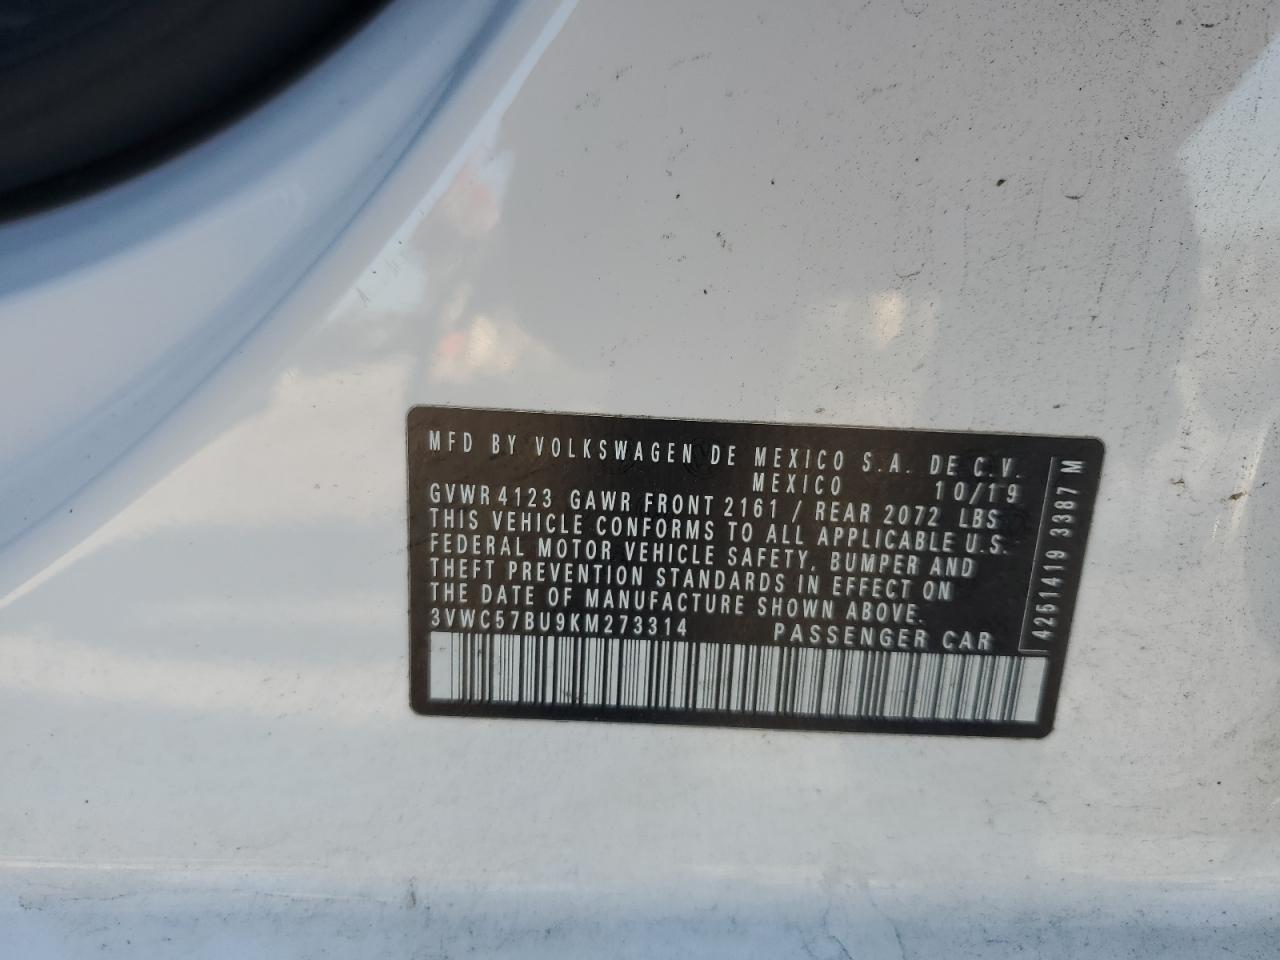 MFD BY VOLKSWAGEN DE MEXICO S.A. DE C.V.
MEXICO 10/19
GVWR 4123 GAWR FRONT 2161 / REAR 2072 LBS
THIS VEHICLE CONFORMS TO ALL APPLICABLE U.S.
FEDERAL MOTOR VEHICLE SAFETY, BUMPER AND
THEFT PREVENTION STANDARDS IN EFFECT ON
THE DATE OF MANUFACTURE SHOWN ABOVE.
3VWC57BU9KM273314 PASSENGER CAR
4251419 3387 M